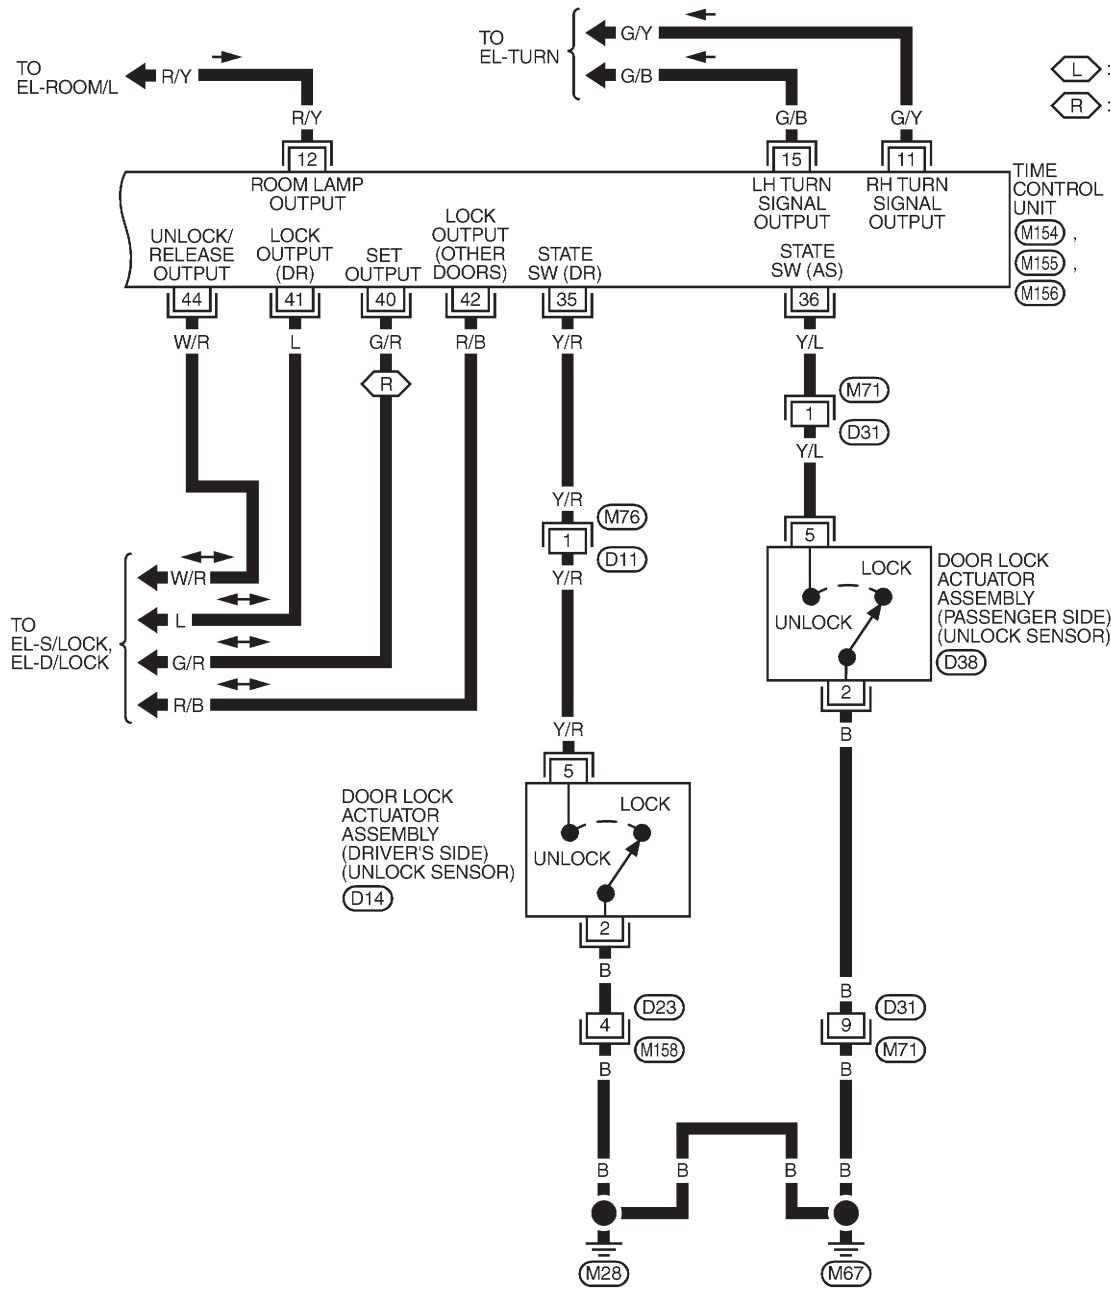 TO
EL-TURN
G/Y
G/B
L :
R :
TO
EL-ROOM/L
R/Y
R/Y
G/B
G/Y
12
15
11
ROOM LAMP
OUTPUT
LH TURN
SIGNAL
OUTPUT
RH TURN
SIGNAL
OUTPUT
TIME
CONTROL
UNIT
M154 ,
M155 ,
M156
UNLOCK/
RELEASE
OUTPUT
LOCK
OUTPUT
(DR)
SET
OUTPUT
LOCK
OUTPUT
(OTHER
DOORS)
STATE
SW (DR)
STATE
SW (AS)
44
41
40
42
35
36
W/R
L
G/R
R/B
Y/R
Y/L
R
M71
1
D31
Y/L
Y/R
M76
1
D11
Y/R
5
LOCK
UNLOCK
DOOR LOCK
ACTUATOR
ASSEMBLY
(PASSENGER SIDE)
(UNLOCK SENSOR)
D38
2
B
TO
EL-S/LOCK,
EL-D/LOCK
W/R
L
G/R
R/B
Y/R
5
DOOR LOCK
ACTUATOR
ASSEMBLY
(DRIVER'S SIDE)
(UNLOCK SENSOR)
D14
LOCK
UNLOCK
2
B
B
D23
4
M158
B
D31
9
M71
B
B
B
B
B
M28
M67